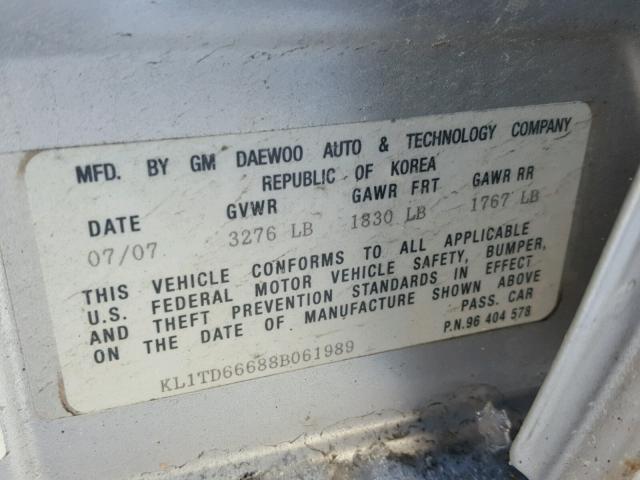 MFD. BY GM DAEWOO AUTO & TECHNOLOGY COMPANY
REPUBLIC OF KOREA
DATE GVWR GAWR FRT GAWR RR
07/07 3276 LB 1830 LB 1767 LB
THIS VEHICLE CONFORMS TO ALL APPLICABLE
U.S. FEDERAL MOTOR VEHICLE SAFETY, BUMPER,
AND THEFT PREVENTION STANDARDS IN EFFECT
ON THE DATE OF MANUFACTURE SHOWN ABOVE
PASS. CAR
P.N.96 404 578
KL1TD66688B061989